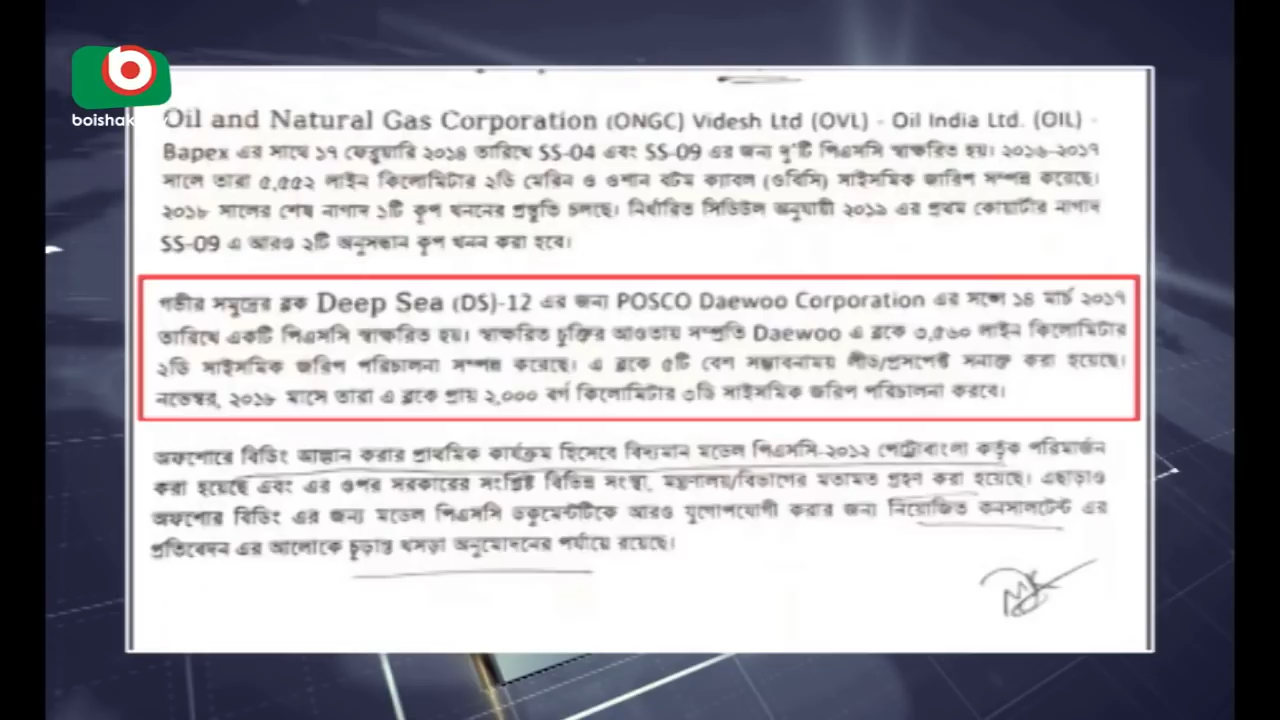 boishak
Oil and Natural Gas Corporation (ONGC) Videsh Ltd (OVL) - Oil India Ltd. (OIL) -
Bapex এর সাথে ১৭ ফেব্রুয়ারি ২০১৪ তারিখে SS-04 এবং SS-09 এর জন্য দু'টি পিএসসি স্বাক্ষরিত হয়। ২০১৬-২০১৭
সালে তারা ৫,৫৫২ লাইন কিলোমিটার ২ডি মেরিন ও ওশান বটম ক্যাবল (ওবিসি) সাইসমিক জরিপ সম্পন্ন করেছে।
২০১৮ সালের শেষ নাগাদ ১টি কূপ খননের প্রস্তুতি চলছে। নির্ধারিত সিডিউল অনুযায়ী ২০১৯ এর প্রথম কোয়ার্টার নাগাদ
SS-09 এ আরও ২টি অনুসন্ধান কূপ খনন করা হবে।
গভীর সমুদ্রের ব্লক Deep Sea (DS)-12 এর জন্য POSCO Daewoo Corporation এর সঙ্গে ১৪ মার্চ ২০১৭
তারিখে একটি পিএসসি স্বাক্ষরিত হয়। স্বাক্ষরিত চুক্তির আওতায় সম্প্রতি Daewoo এ ব্লকে ৩,৫৬০ লাইন কিলোমিটার
২ডি সাইসমিক জরিপ পরিচালনা সম্পন্ন করেছে। এ ব্লকে ৫টি বেশ সম্ভাবনাময় লীড/প্রসপেক্ট সনাক্ত করা হয়েছে।
নভেম্বর, ২০১৮ মাসে তারা এ ব্লকে প্রায় ২,০০০ বর্গ কিলোমিটার ৩ডি সাইসমিক জরিপ পরিচালনা করবে।
অফশোরে বিডিং আহ্বান করার প্রাথমিক কার্যক্রম হিসেবে বিদ্যমান মডেল পিএসসি-২০১২ পেট্রোবাংলা কর্তৃক পরিমার্জন
করা হয়েছে এবং এর ওপর সরকারের সংশ্লিষ্ট বিভিন্ন সংস্থা, মন্ত্রণালয়/বিভাগের মতামত গ্রহণ করা হয়েছে। এছাড়াও
অফশোর বিডিং এর জন্য মডেল পিএসসি ডকুমেন্টটিকে আরও যুগোপযোগী করার জন্য নিয়োজিত কনসালটেন্ট এর
প্রতিবেদন এর আলোকে চূড়ান্ত খসড়া অনুমোদনের পর্যায়ে রয়েছে।